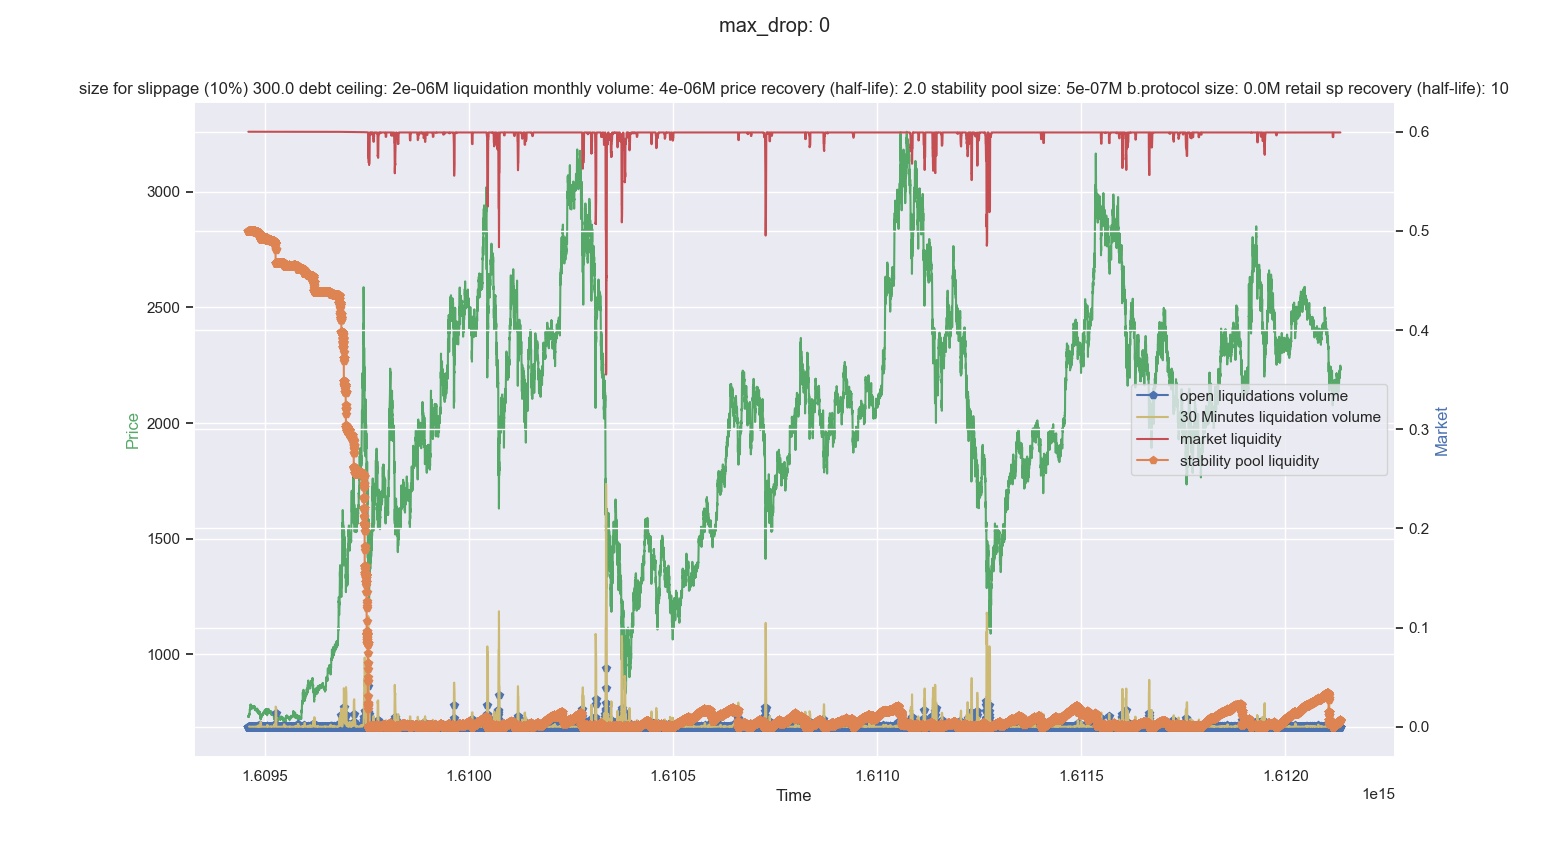 max_drop: 0
size for slippage (10%) 300.0 debt ceiling: 2e-06M liquidation monthly volume: 4e-06M price recovery (half-life): 2.0 stability pool size: 5e-07M b.protocol size: 0.0M retail sp recovery (half-life): 10
3000
2500
2000
1500
1000
Price
0.6
0.5
0.4
0.3
0.2
0.1
0.0
Market
open liquidations volume
30 Minutes liquidation volume
market liquidity
stability pool liquidity
1.6095 1.6100 1.6105 1.6110 1.6115 1.6120
1e15
Time